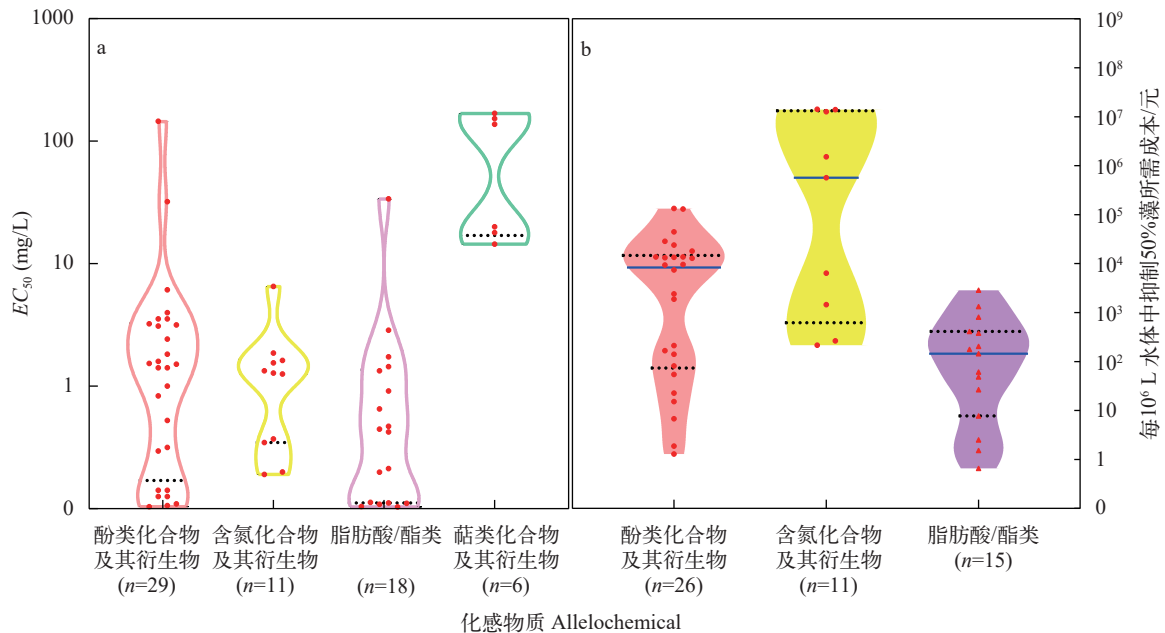 1000
100
10
1
0
EC₅₀ (mg/L)
a
酚类化合物
及其衍生物
(n=29)
含氮化合物
及其衍生物
(n=11)
脂肪酸/酯类
(n=18)
萜类化合物
及其衍生物
(n=6)
b
酚类化合物
及其衍生物
(n=26)
含氮化合物
及其衍生物
(n=11)
脂肪酸/酯类
(n=15)
10⁹
10⁸
10⁷
10⁶
10⁵
10⁴
10³
10²
10
1
0
每10⁶ L 水体中抑制50%藻所需成本/元
化感物质 Allelochemical